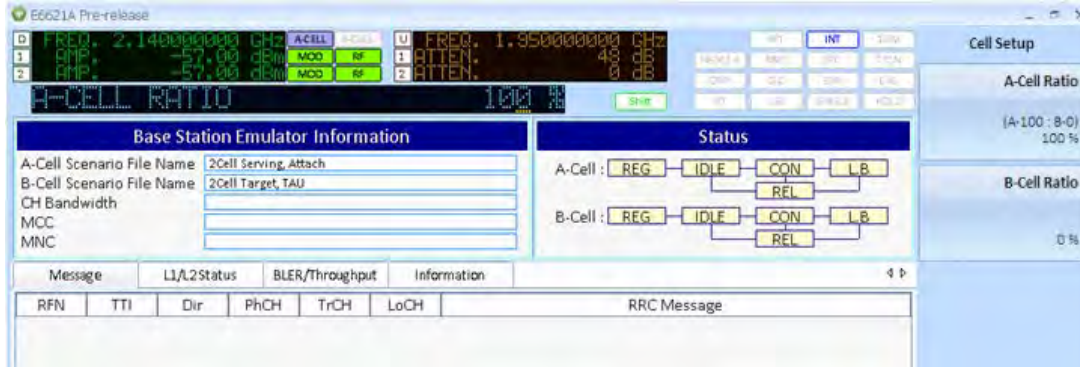 E6621A Pre-release
D FREQ. 2.140000000 GHz A-CELL
1 AMP. -57.00 dBm MOD RF
2 AMP. -57.00 dBm MOD RF
U FREQ. 1.950000000 GHz
1 ATTEN. 48 dB
2 ATTEN. 0 dB
INT
A-CELL RATIO 100 %
Shift
Cell Setup
A-Cell Ratio
(A-100 : B-0)
100 %
B-Cell Ratio
0 %
Base Station Emulator Information
A-Cell Scenario File Name 2Cell Serving, Attach
B-Cell Scenario File Name 2Cell Target, TAU
CH Bandwidth
MCC
MNC
Status
A-Cell : REG IDLE CON L.B
REL
B-Cell : REG IDLE CON L.B
REL
Message L1/L2Status BLER/Throughput Information
RFN TTI Dir PhCH TrCH LoCH RRC Message